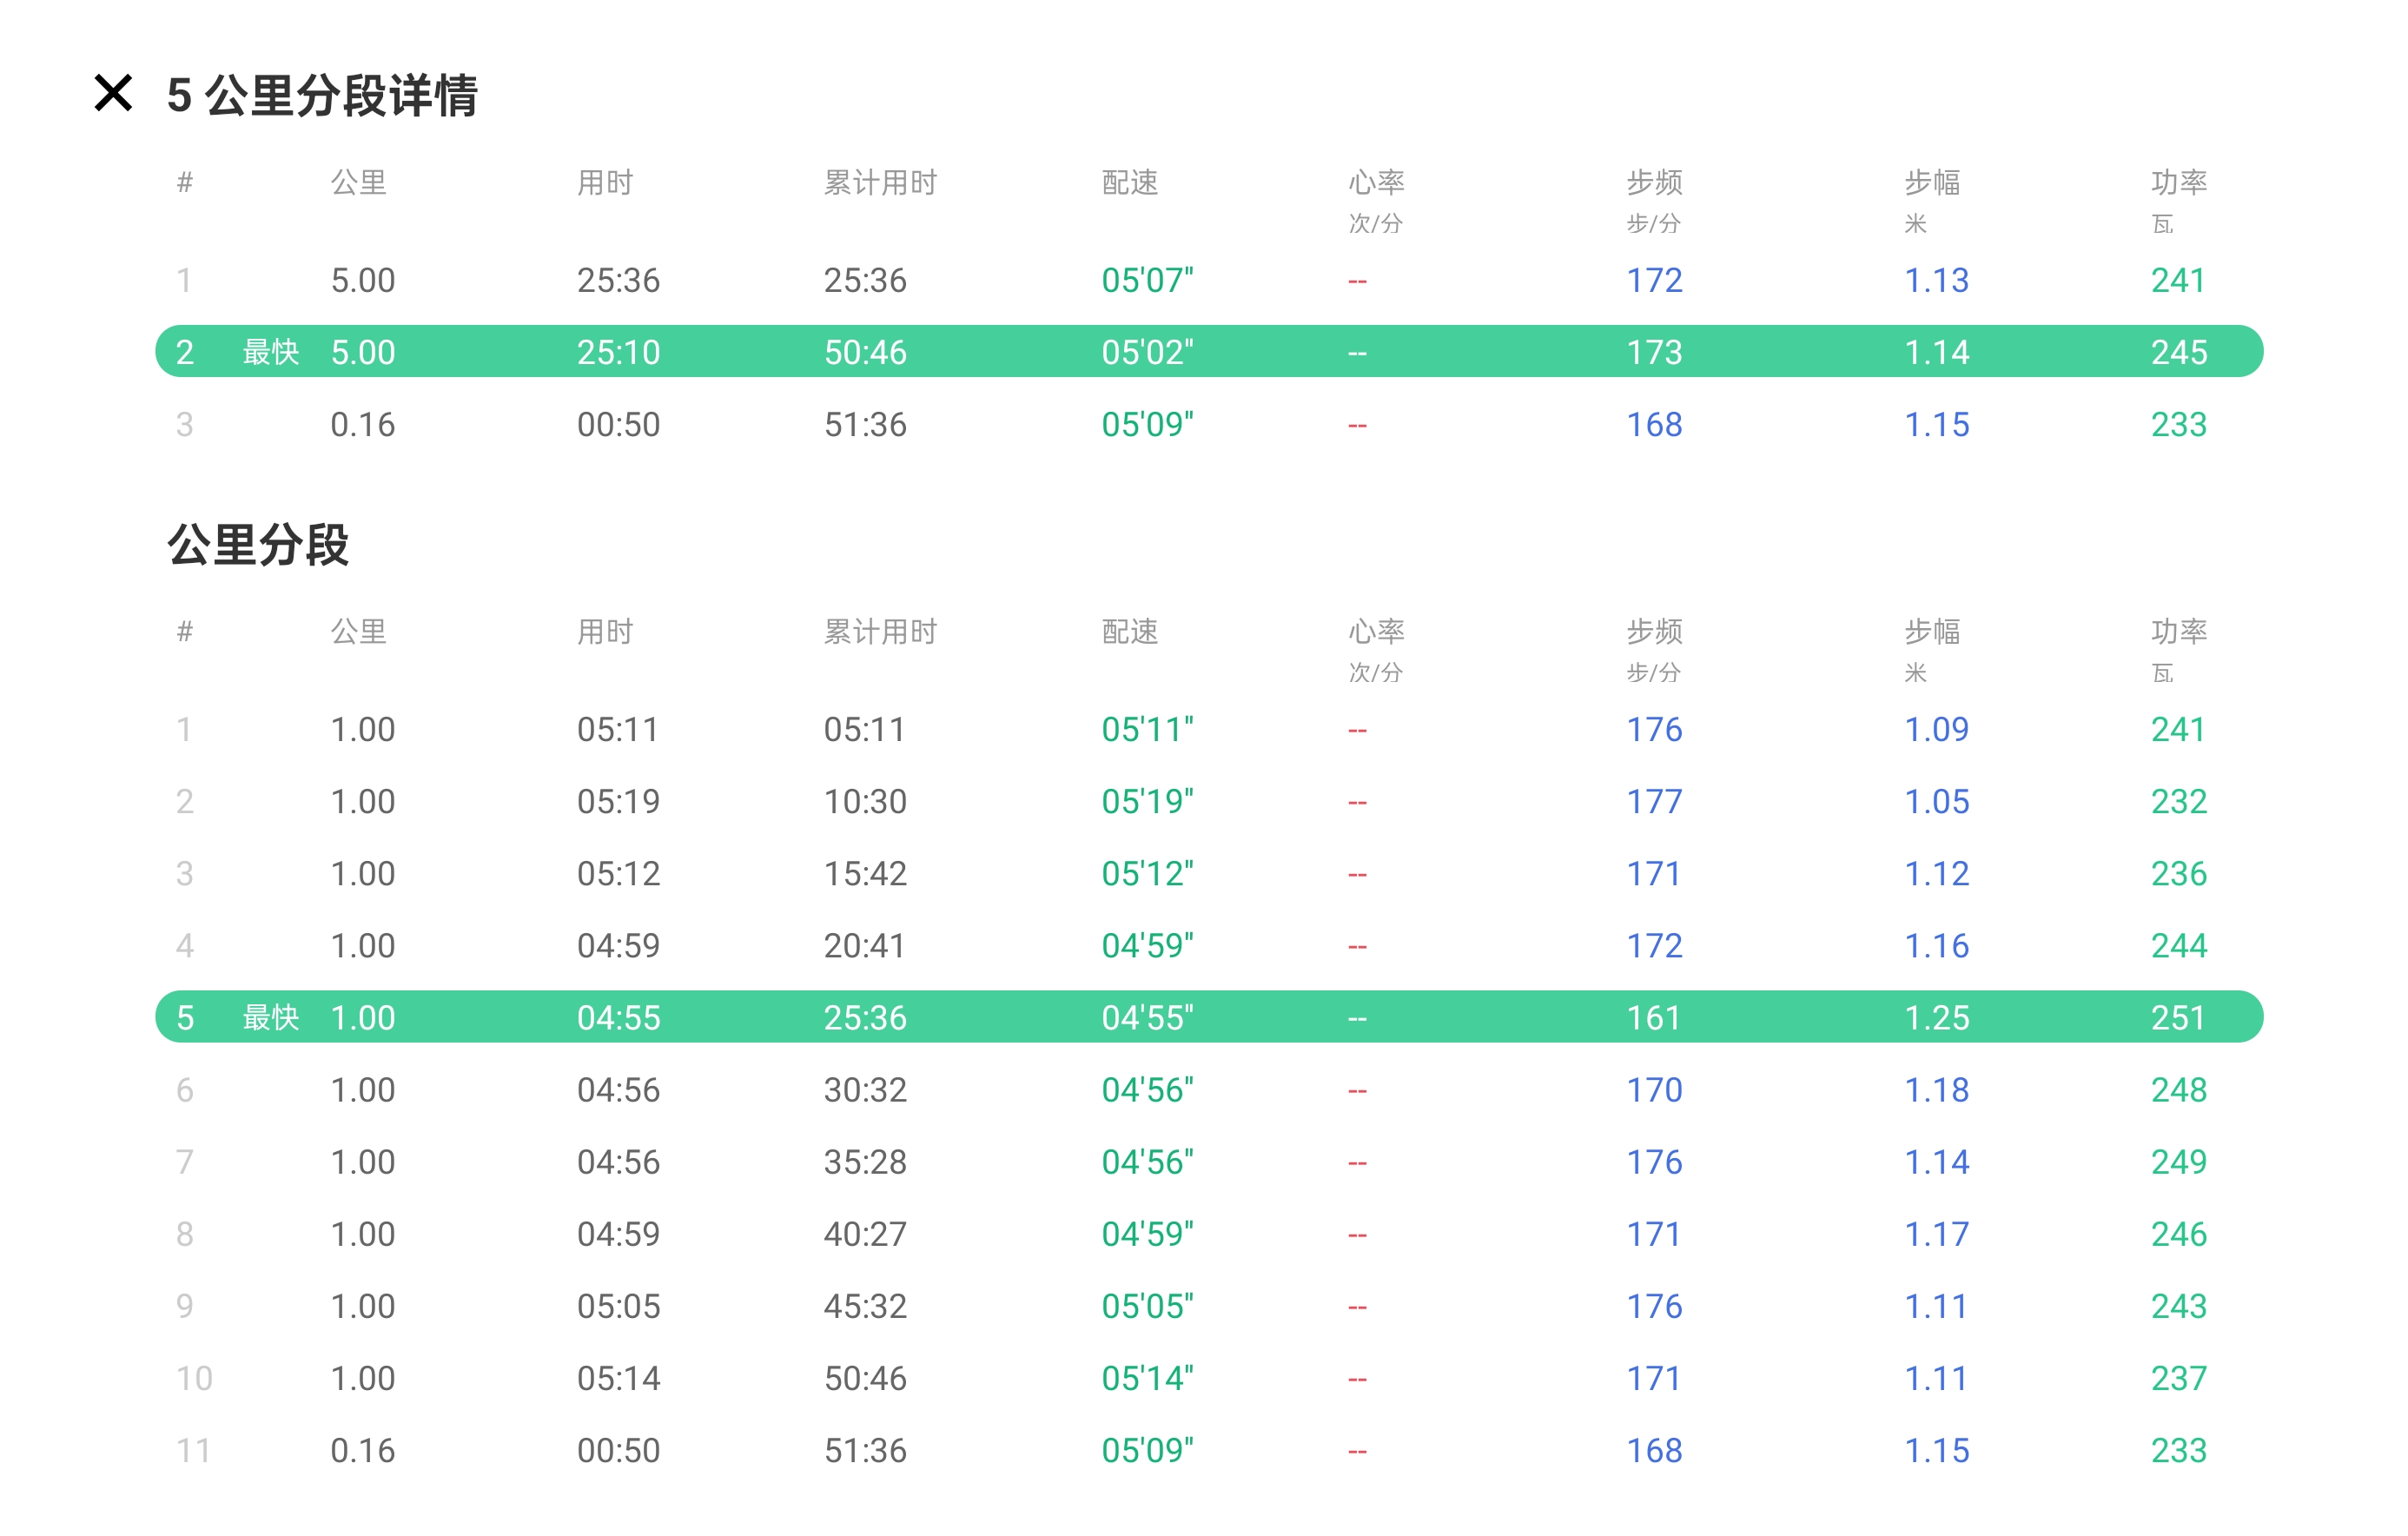 5 公里分段详情
# 公里 用时 累计用时 配速 心率 步频 步幅 功率
次/分 步/分 米 瓦
1 5.00 25:36 25:36 05'07" -- 172 1.13 241
2 最快 5.00 25:10 50:46 05'02" -- 173 1.14 245
3 0.16 00:50 51:36 05'09" -- 168 1.15 233
公里分段
# 公里 用时 累计用时 配速 心率 步频 步幅 功率
次/分 步/分 米 瓦
1 1.00 05:11 05:11 05'11" -- 176 1.09 241
2 1.00 05:19 10:30 05'19" -- 177 1.05 232
3 1.00 05:12 15:42 05'12" -- 171 1.12 236
4 1.00 04:59 20:41 04'59" -- 172 1.16 244
5 最快 1.00 04:55 25:36 04'55" -- 161 1.25 251
6 1.00 04:56 30:32 04'56" -- 170 1.18 248
7 1.00 04:56 35:28 04'56" -- 176 1.14 249
8 1.00 04:59 40:27 04'59" -- 171 1.17 246
9 1.00 05:05 45:32 05'05" -- 176 1.11 243
10 1.00 05:14 50:46 05'14" -- 171 1.11 237
11 0.16 00:50 51:36 05'09" -- 168 1.15 233